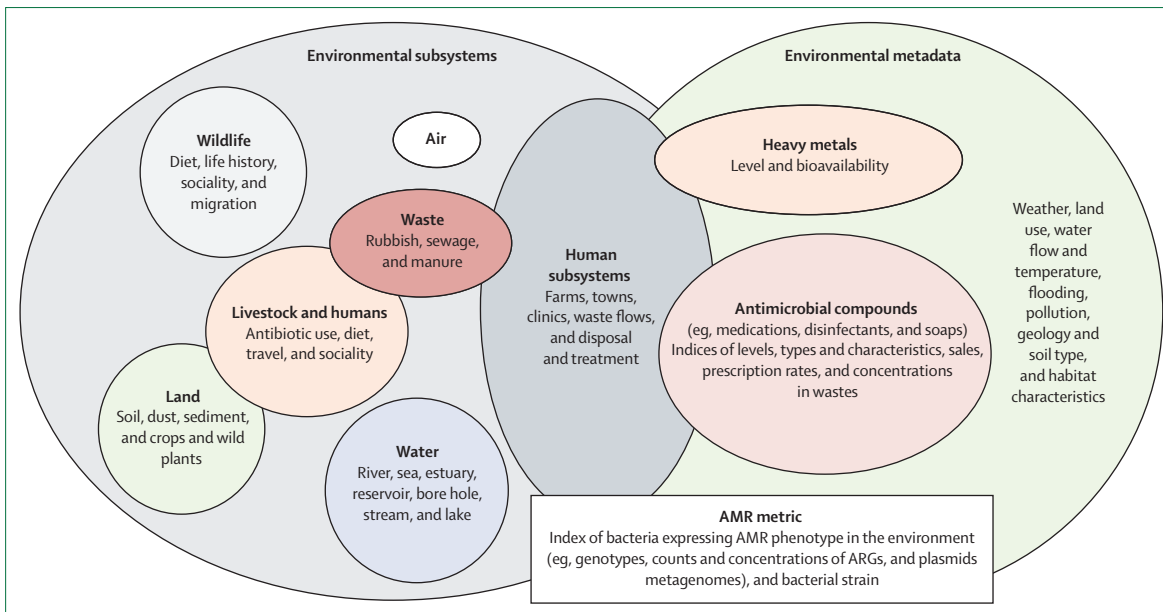 Environmental subsystems
Environmental metadata
Wildlife
Diet, life history,
sociality, and
migration
Air
Heavy metals
Level and bioavailability
Waste
Rubbish, sewage,
and manure
Human
subsystems
Farms, towns,
clinics, waste flows,
and disposal
and treatment
Weather, land
use, water
flow and
temperature,
flooding,
pollution,
geology and
soil type,
and habitat
characteristics
Livestock and humans
Antibiotic use, diet,
travel, and sociality
Antimicrobial compounds
(eg, medications, disinfectants, and soaps)
Indices of levels, types and characteristics, sales,
prescription rates, and concentrations
in wastes
Land
Soil, dust, sediment,
and crops and wild
plants
Water
River, sea, estuary,
reservoir, bore hole,
stream, and lake
AMR metric
Index of bacteria expressing AMR phenotype in the environment
(eg, genotypes, counts and concentrations of ARGs, and plasmids
metagenomes), and bacterial strain